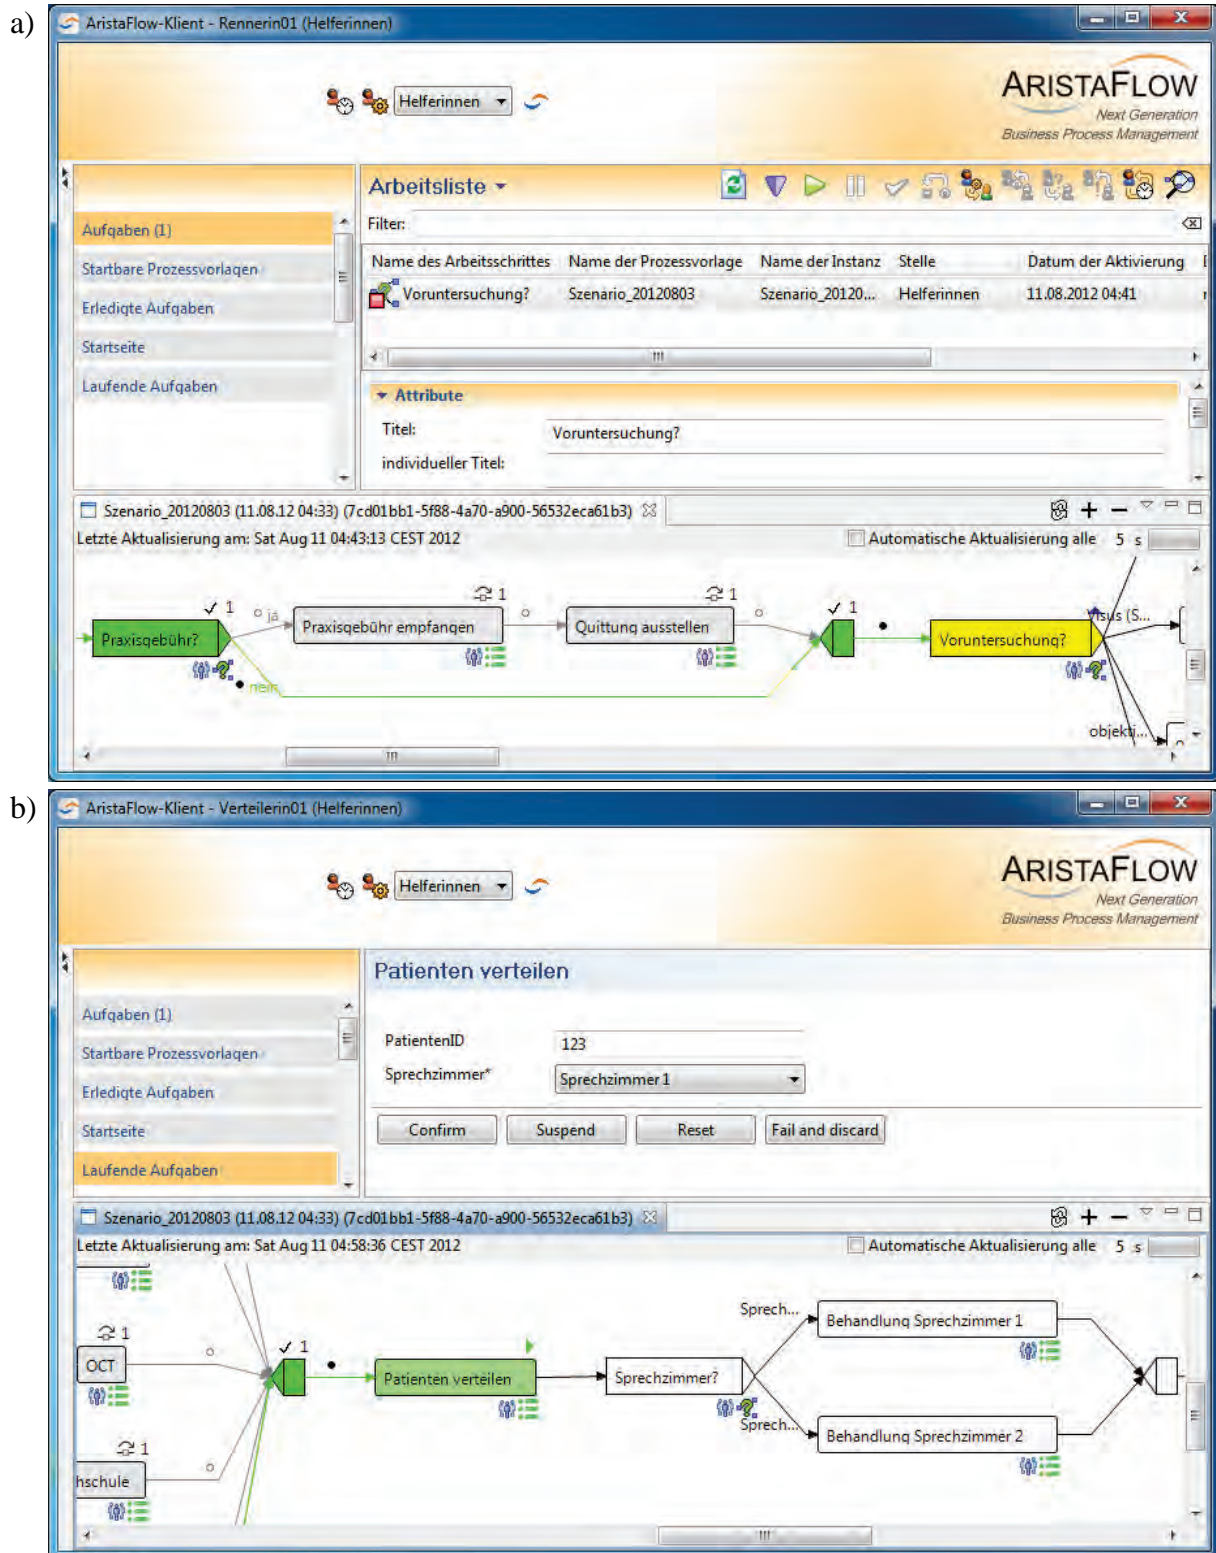 a)
AristaFlow-Klient - Rennerin01 (Helferinnen)
Helferinnen
ARISTAFLOW
Next Generation
Business Process Management
Arbeitsliste
Aufgaben (1)
Startbare Prozessvorlagen
Erledigte Aufgaben
Startseite
Laufende Aufgaben
Filter:
Name des Arbeitsschrittes Name der Prozessvorlage Name der Instanz Stelle Datum der Aktivierung
Voruntersuchung? Szenario_20120803 Szenario_20120... Helferinnen 11.08.2012 04:41
Attribute
Titel: Voruntersuchung?
individueller Titel:
Szenario_20120803 (11.08.12 04:33) (7cd01bb1-5f88-4a70-a900-56532eca61b3)
Letzte Aktualisierung am: Sat Aug 11 04:43:13 CEST 2012 Automatische Aktualisierung alle 5 s
1 1 1 1
ja Visus (S...
Praxisgebühr? Praxisgebühr empfangen Quittung ausstellen Voruntersuchung?
nein
objekti...
b)
AristaFlow-Klient - Verteilerin01 (Helferinnen)
Helferinnen
ARISTAFLOW
Next Generation
Business Process Management
Patienten verteilen
Aufgaben (1)
Startbare Prozessvorlagen
Erledigte Aufgaben
Startseite
Laufende Aufgaben
PatientenID 123
Sprechzimmer* Sprechzimmer 1
Confirm Suspend Reset Fail and discard
Szenario_20120803 (11.08.12 04:33) (7cd01bb1-5f88-4a70-a900-56532eca61b3)
Letzte Aktualisierung am: Sat Aug 11 04:58:36 CEST 2012 Automatische Aktualisierung alle 5 s
Sprech... Behandlung Sprechzimmer 1
1 1
OCT Patienten verteilen Sprechzimmer?
Sprech... Behandlung Sprechzimmer 2
1
hschule